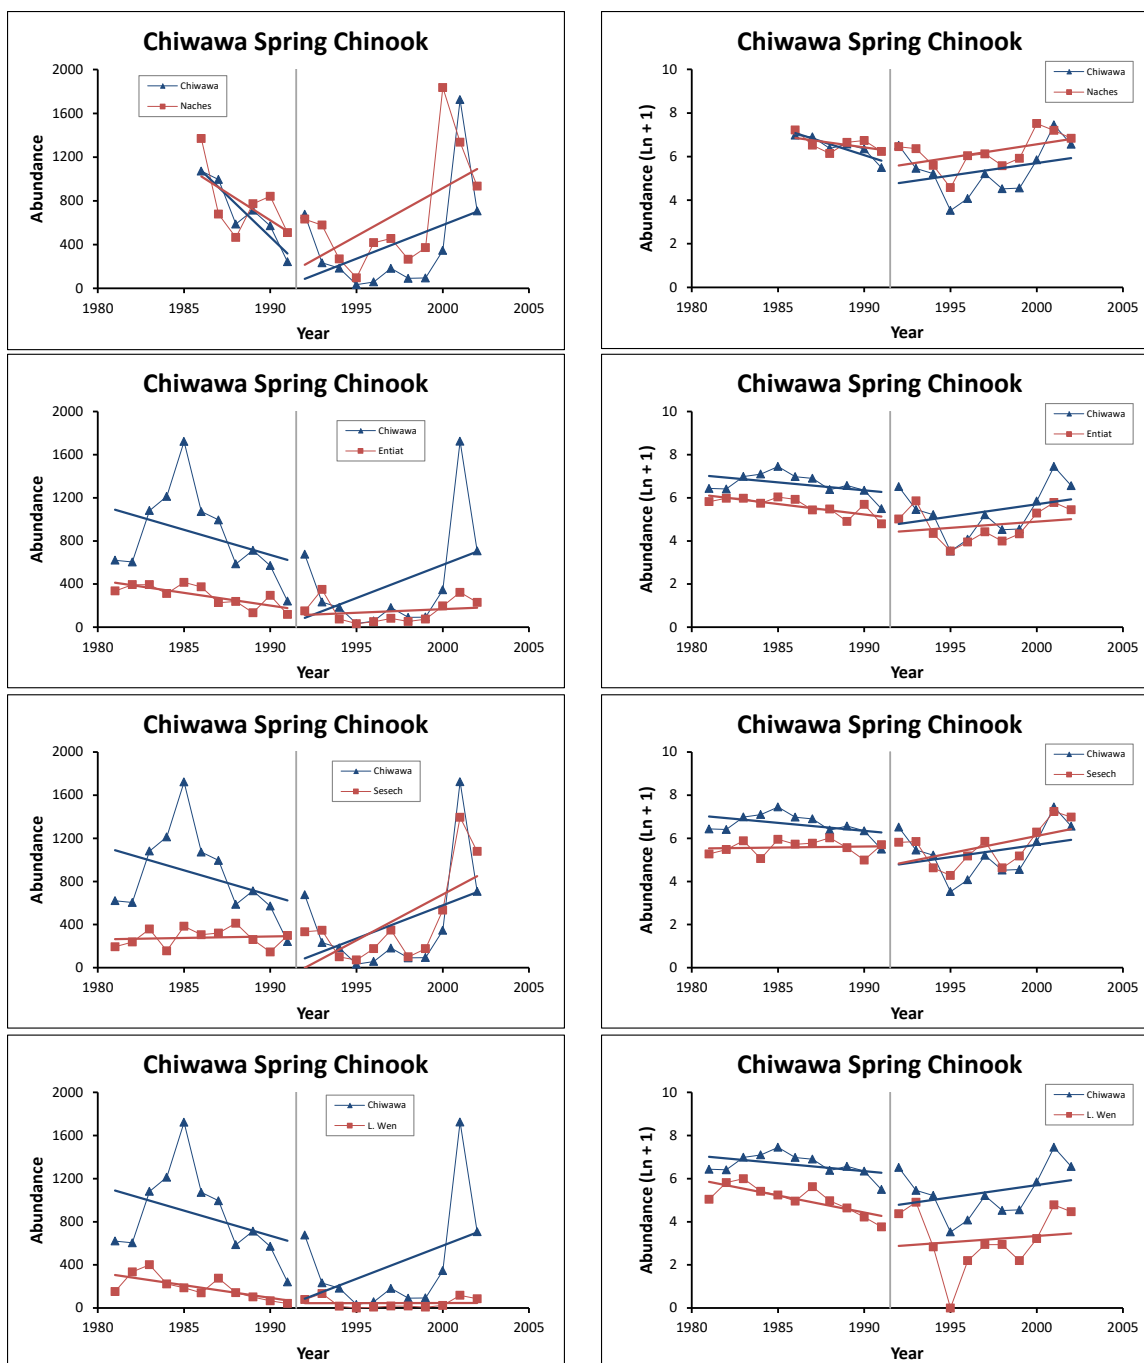 Chiwawa Spring Chinook
Abundance
2000
1600
1200
800
400
0
Chiwawa
Naches
1980 1985 1990 1995 2000 2005
Year
Chiwawa Spring Chinook
Abundance (Ln + 1)
10
8
6
4
2
0
Chiwawa
Naches
1980 1985 1990 1995 2000 2005
Year
Chiwawa Spring Chinook
Abundance
2000
1600
1200
800
400
0
Chiwawa
Entiat
1980 1985 1990 1995 2000 2005
Year
Chiwawa Spring Chinook
Abundance (Ln + 1)
10
8
6
4
2
0
Chiwawa
Entiat
1980 1985 1990 1995 2000 2005
Year
Chiwawa Spring Chinook
Abundance
2000
1600
1200
800
400
0
Chiwawa
Sesech
1980 1985 1990 1995 2000 2005
Year
Chiwawa Spring Chinook
Abundance (Ln + 1)
10
8
6
4
2
0
Chiwawa
Sesech
1980 1985 1990 1995 2000 2005
Year
Chiwawa Spring Chinook
Abundance
2000
1600
1200
800
400
0
Chiwawa
L. Wen
1980 1985 1990 1995 2000 2005
Year
Chiwawa Spring Chinook
Abundance (Ln + 1)
10
8
6
4
2
0
Chiwawa
L. Wen
1980 1985 1990 1995 2000 2005
Year